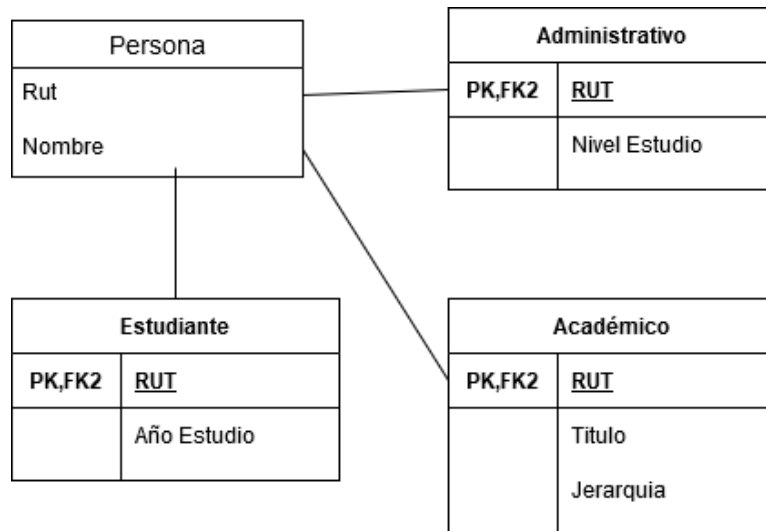 Persona
Rut
Nombre
Administrativo
PK,FK2 RUT
Nivel Estudio
Estudiante
PK,FK2 RUT
Año Estudio
Académico
PK,FK2 RUT
Titulo
Jerarquia